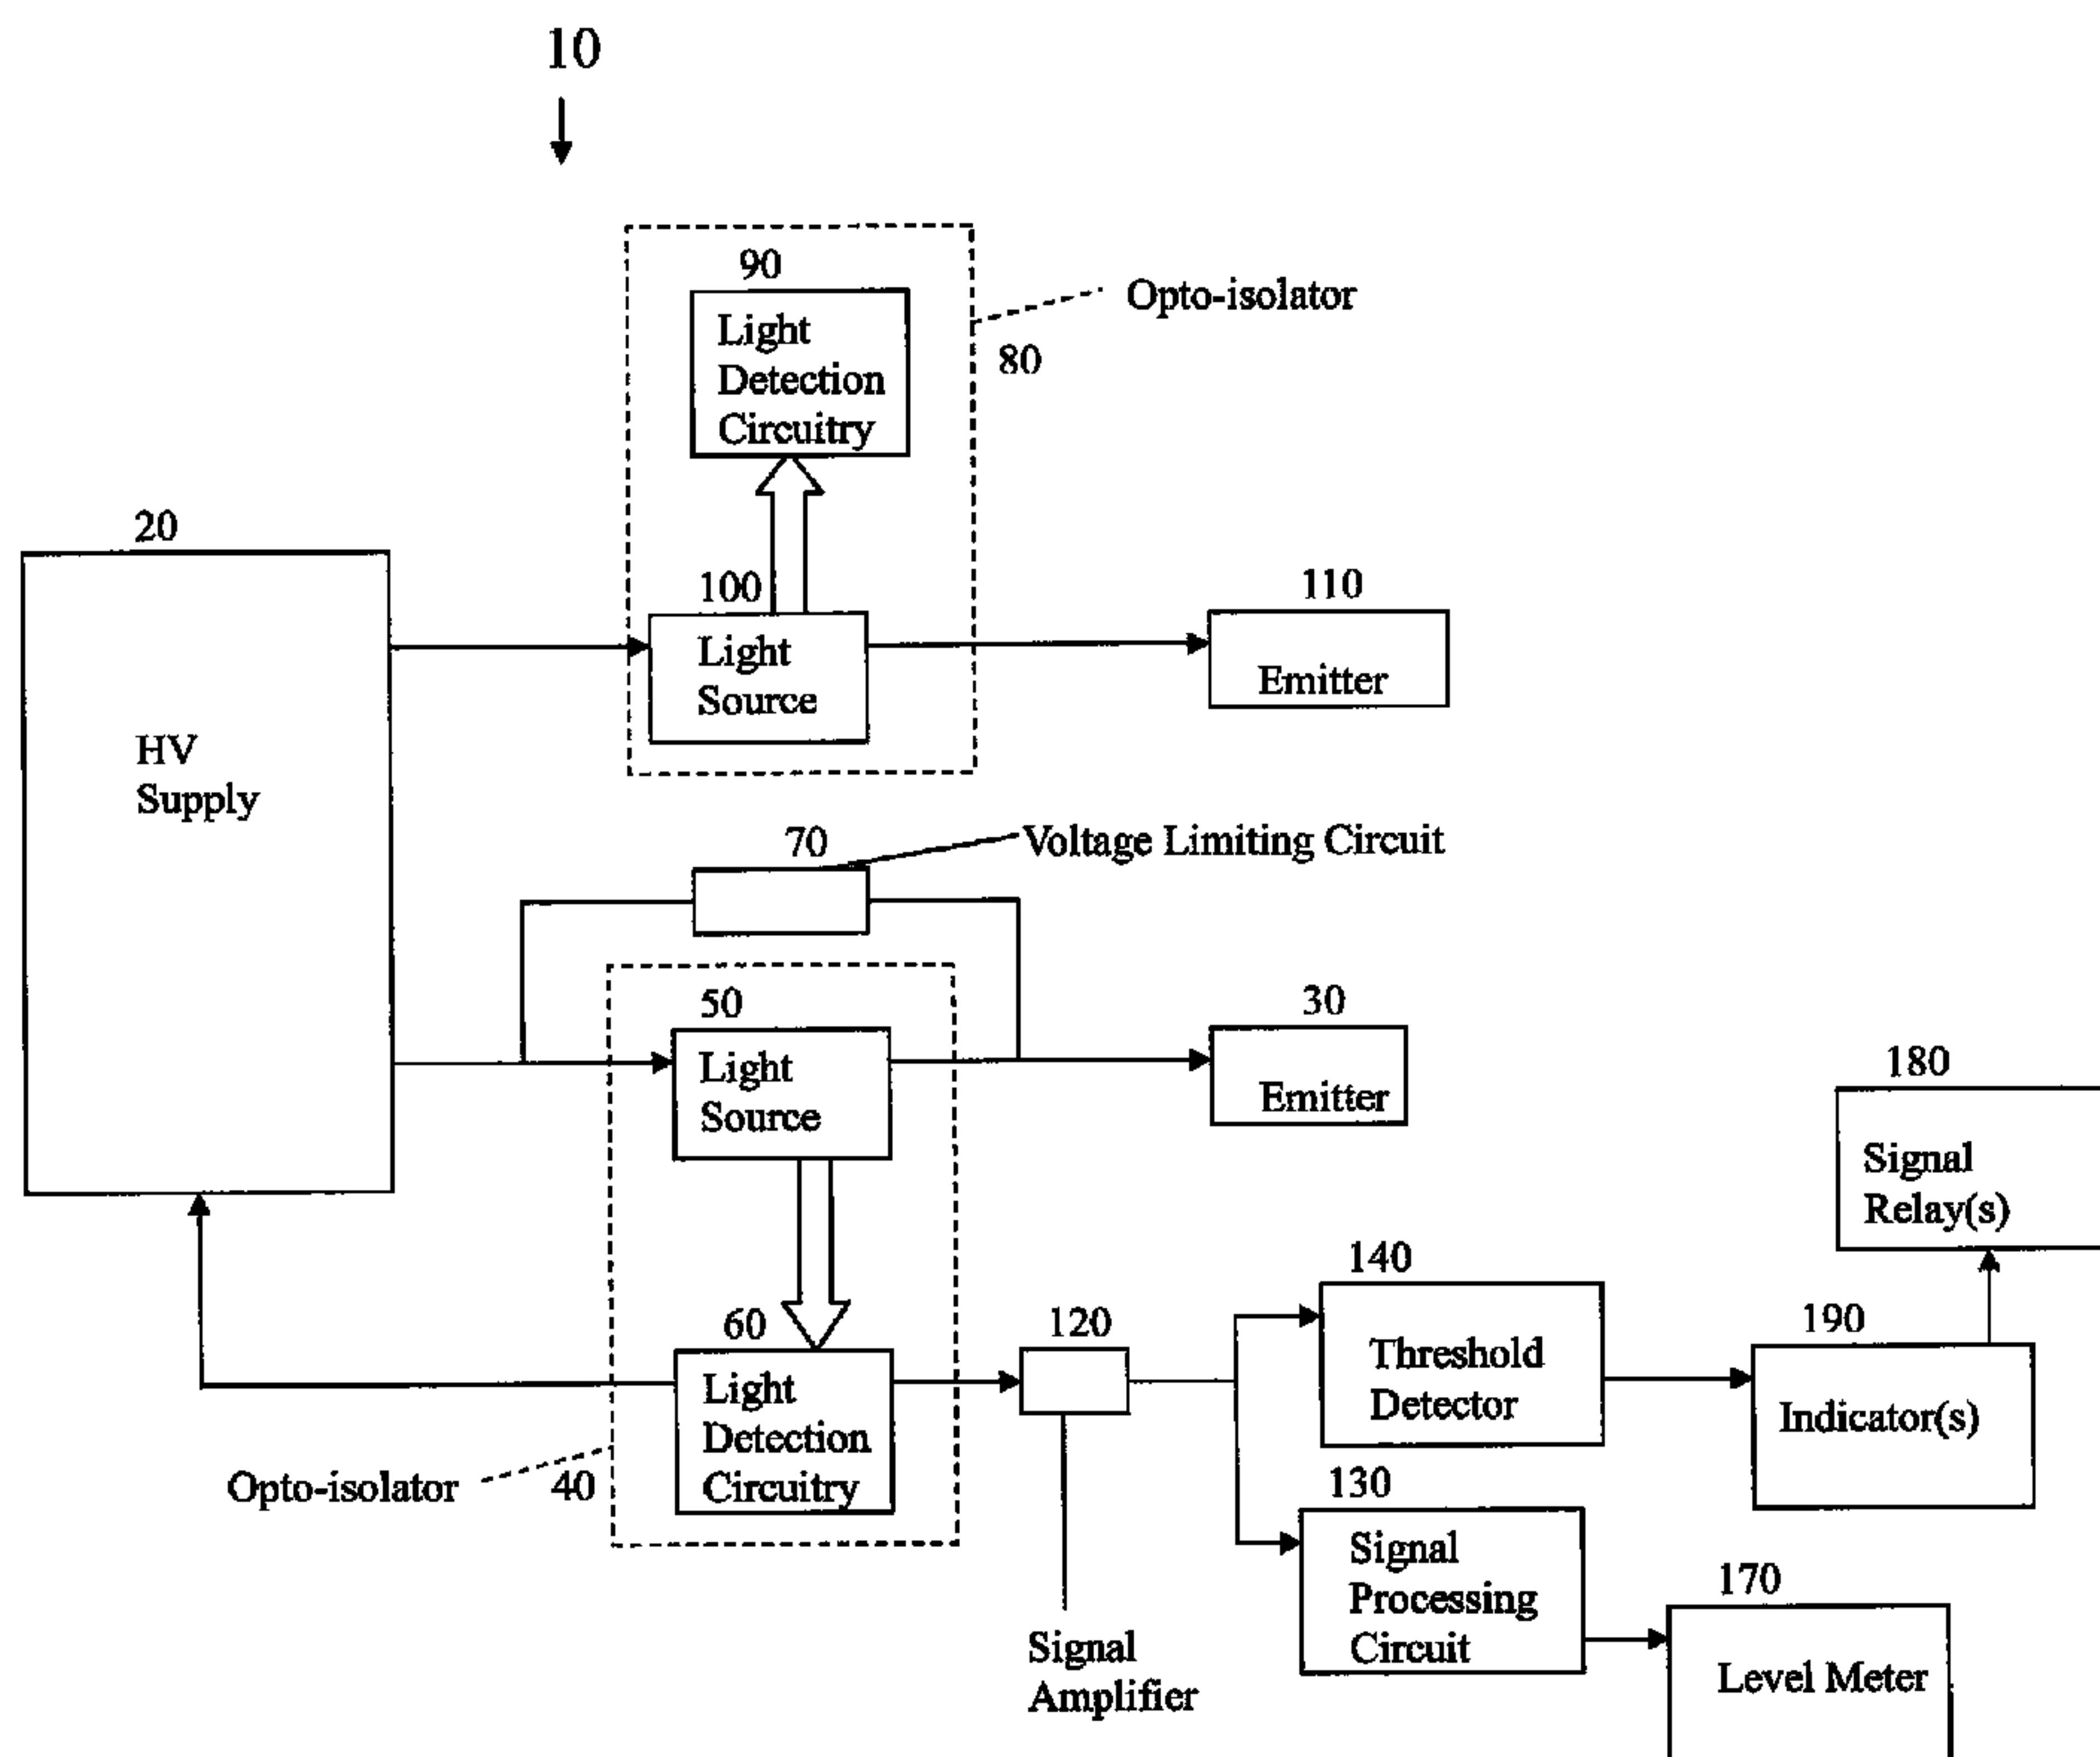 10
90
Light
Detection
Circuitry
Opto-isolator
80
20
HV
Supply
100
Light
Source
110
Emitter
70
Voltage Limiting Circuit
50
Light
Source
30
Emitter
180
Signal
Relay(s)
60
Light
Detection
Circuitry
Opto-isolator
40
120
Signal
Amplifier
140
Threshold
Detector
190
Indicator(s)
130
Signal
Processing
Circuit
170
Level Meter